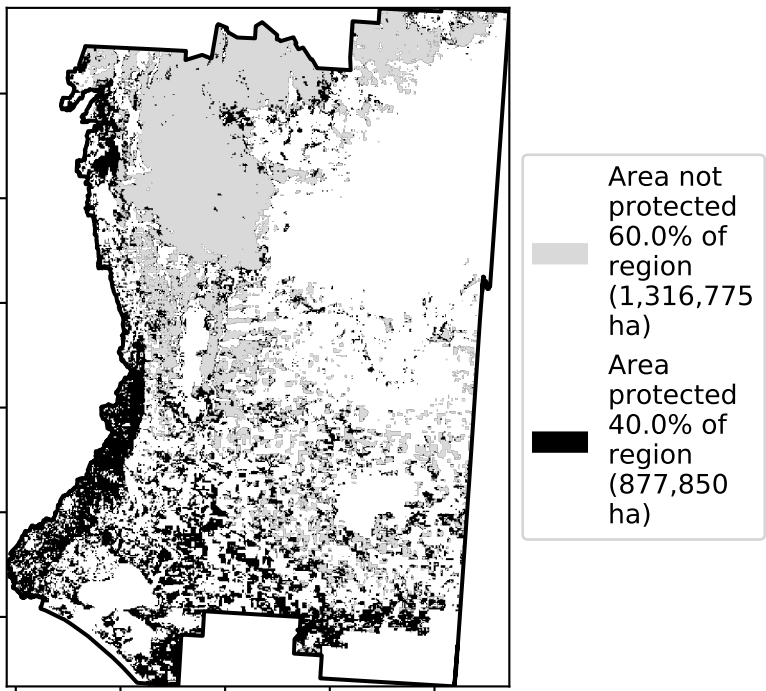 Area not
protected
60.0% of
region
(1,316,775
ha)
Area
protected
40.0% of
region
(877,850
ha)